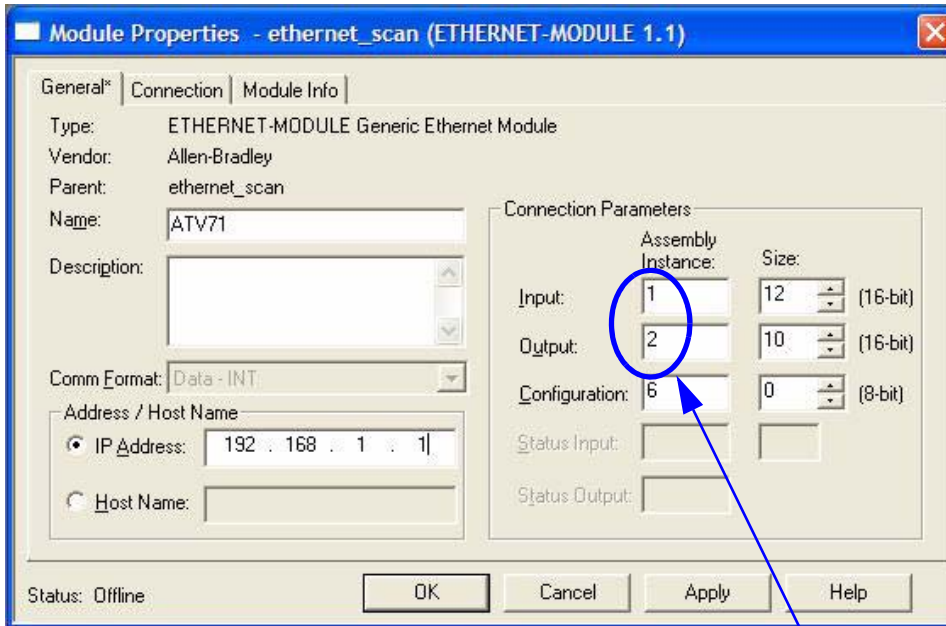 Module Properties - ethernet_scan (ETHERNET-MODULE 1.1)
General* Connection Module Info
Type: ETHERNET-MODULE Generic Ethernet Module
Vendor: Allen-Bradley
Parent: ethernet_scan
Name: ATV71
Description:
Comm Format: Data - INT
Address / Host Name
IP Address: 192 . 168 . 1 . 1
Host Name:
Connection Parameters
Assembly
Instance: Size:
Input: 1 12 (16-bit)
Output: 2 10 (16-bit)
Configuration: 6 0 (8-bit)
Status Input:
Status Output:
Status: Offline
OK Cancel Apply Help